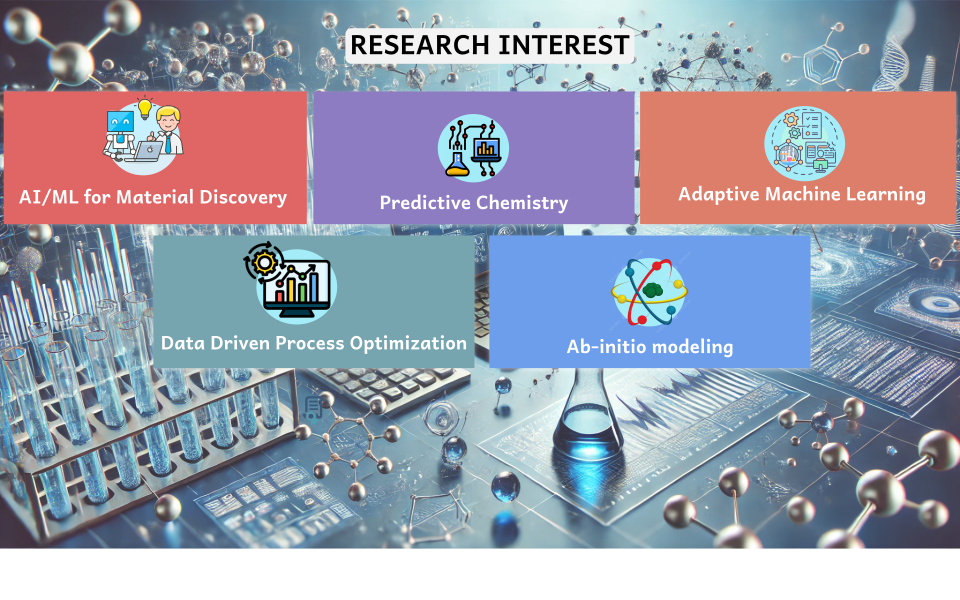 RESEARCH INTEREST
AI/ML for Material Discovery
Predictive Chemistry
Adaptive Machine Learning
Data Driven Process Optimization
Ab-initio modeling